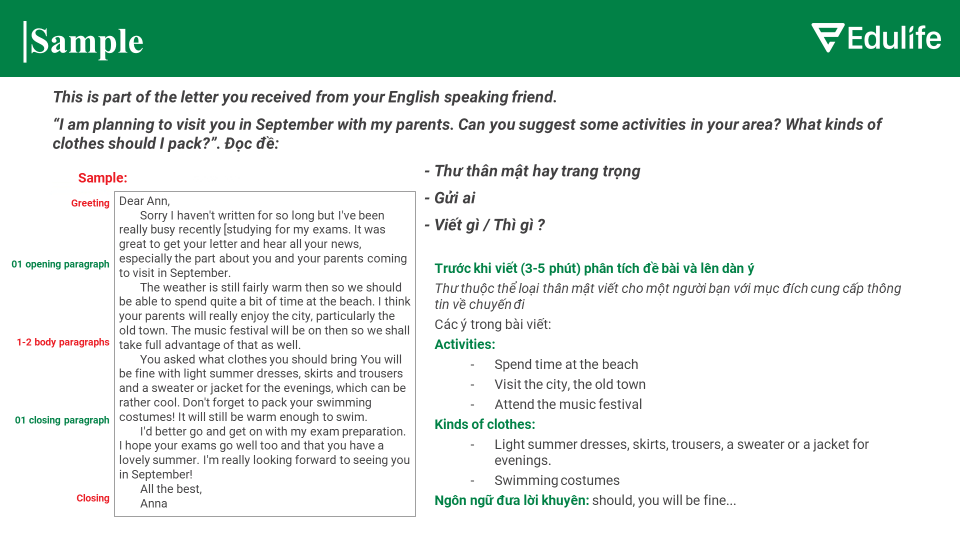 Sample
Edulife
This is part of the letter you received from your English speaking friend.
“I am planning to visit you in September with my parents. Can you suggest some activities in your area? What kinds of
clothes should I pack?”. Đọc đề:
- Thư thân mật hay trang trọng
- Gửi ai
- Viết gì / Thì gì ?
Sample:
Greeting
01 opening paragraph
1-2 body paragraphs
01 closing paragraph
Closing
Dear Ann,
Sorry I haven't written for so long but I've been
really busy recently [studying for my exams. It was
great to get your letter and hear all your news,
especially the part about you and your parents coming
to visit in September.
The weather is still fairly warm then so we should
be able to spend quite a bit of time at the beach. I think
your parents will really enjoy the city, particularly the
old town. The music festival will be on then so we shall
take full advantage of that as well.
You asked what clothes you should bring You will
be fine with light summer dresses, skirts and trousers
and a sweater or jacket for the evenings, which can be
rather cool. Don't forget to pack your swimming
costumes! It will still be warm enough to swim.
I'd better go and get on with my exam preparation.
I hope your exams go well too and that you have a
lovely summer. I'm really looking forward to seeing you
in September!
All the best,
Anna
Trước khi viết (3-5 phút) phân tích đề bài và lên dàn ý
Thư thuộc thể loại thân mật viết cho một người bạn với mục đích cung cấp thông
tin về chuyến đi
Các ý trong bài viết:
Activities:
- Spend time at the beach
- Visit the city, the old town
- Attend the music festival
Kinds of clothes:
- Light summer dresses, skirts, trousers, a sweater or a jacket for
evenings.
- Swimming costumes
Ngôn ngữ đưa lời khuyên: should, you will be fine...